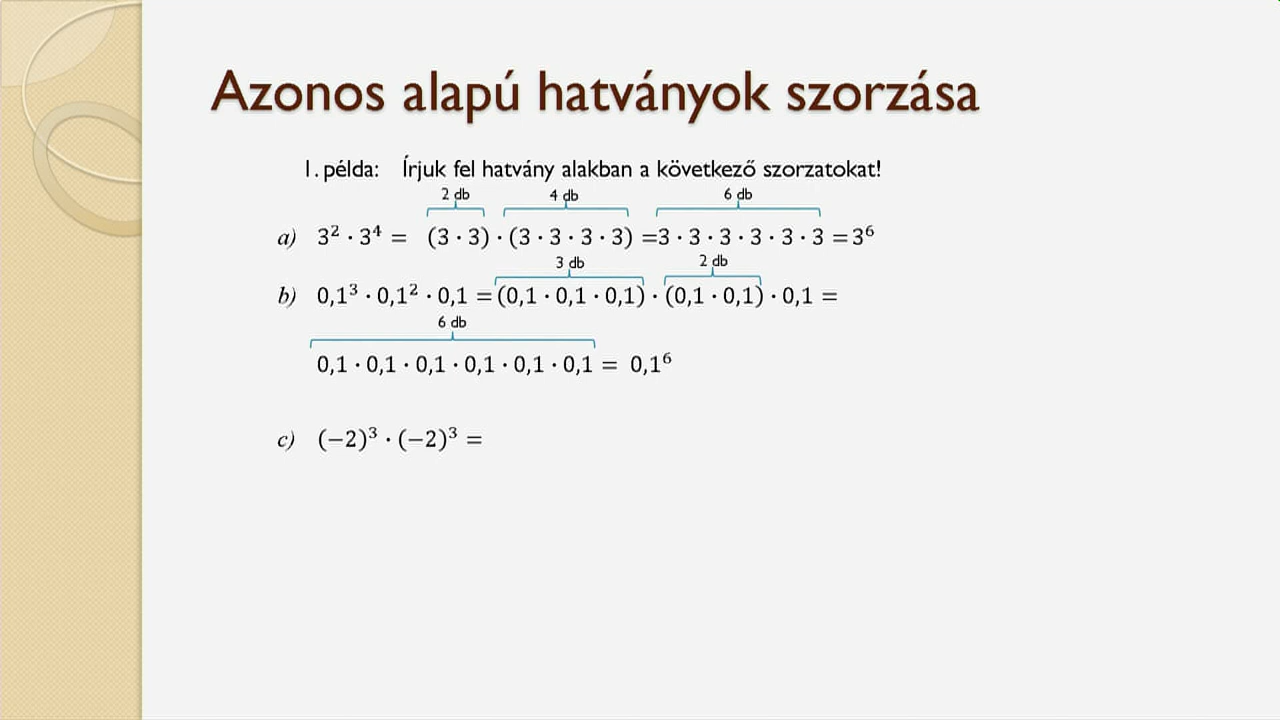 Azonos alapú hatványok szorzása
1. példa: Írjuk fel hatvány alakban a következő szorzatokat!
2 db 4 db 6 db
a) 3² · 3⁴ = (3 · 3) · (3 · 3 · 3 · 3) =3 · 3 · 3 · 3 · 3 · 3 = 3⁶
3 db 2 db
b) 0,1³ · 0,1² · 0,1 = (0,1 · 0,1 · 0,1) · (0,1 · 0,1) · 0,1 =
6 db
0,1 · 0,1 · 0,1 · 0,1 · 0,1 · 0,1 = 0,1⁶
c) (−2)³ · (−2)³ =